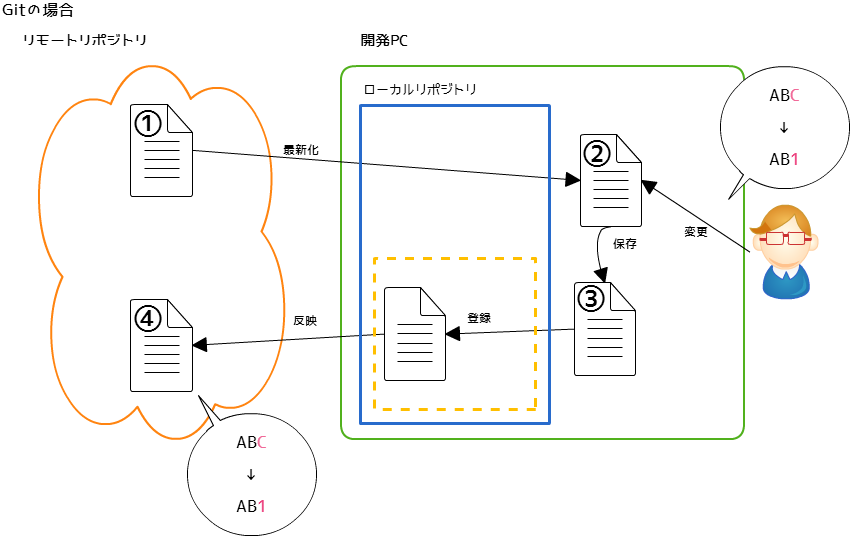 Gitの場合
リモートリポジトリ
開発PC
ローカルリポジトリ
ABC
↓
AB1
①
最新化
②
変更
保存
③
登録
反映
④
ABC
↓
AB1